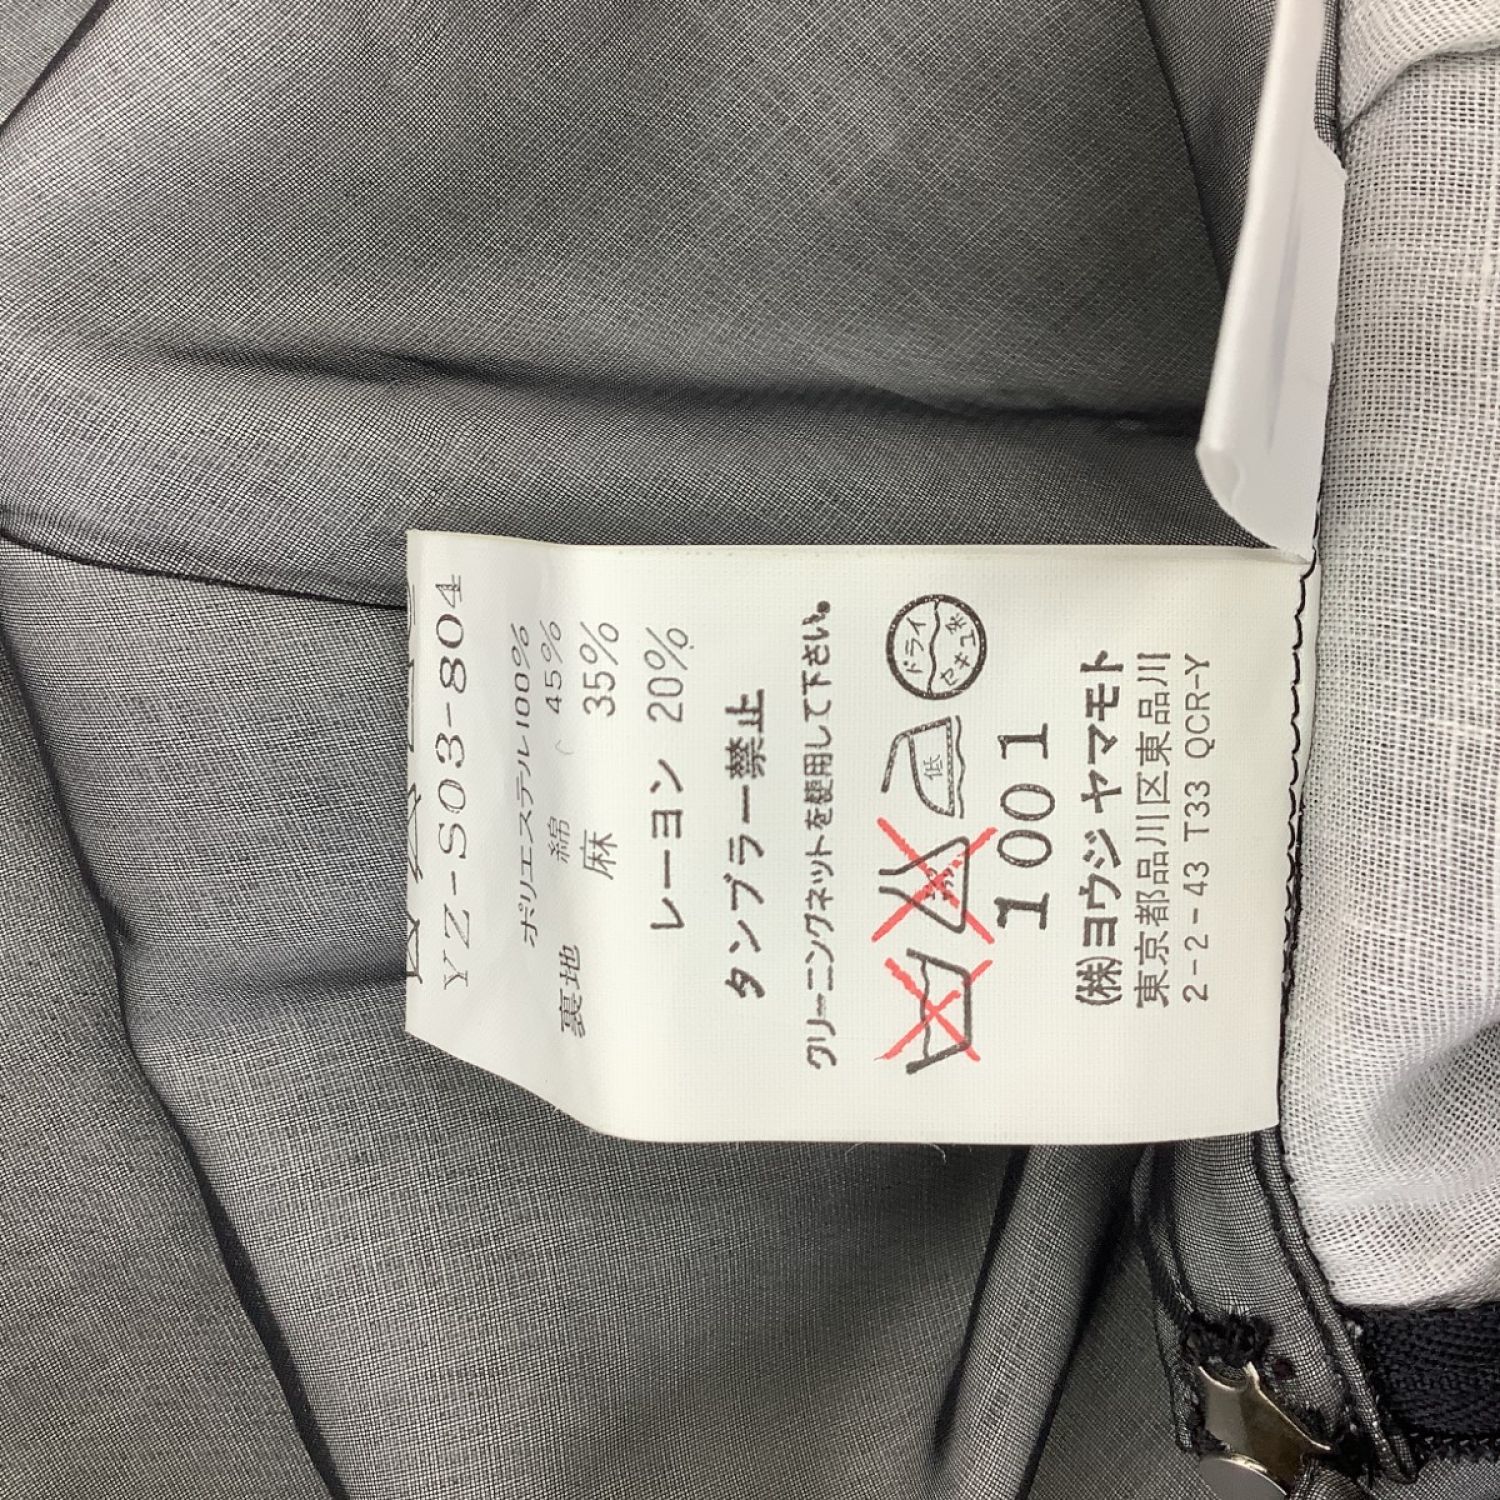 YZ-S03-804
ポリエステル100%
裏地 綿 45%
麻 35%
レーヨン 20%
タンブラー禁止
クリーニングネットを使用して下さい。
低 ドライ セキユ系
1001
(株)ヨウジヤマモト
東京都品川区東品川
2-2-43 T33 QCR-Y